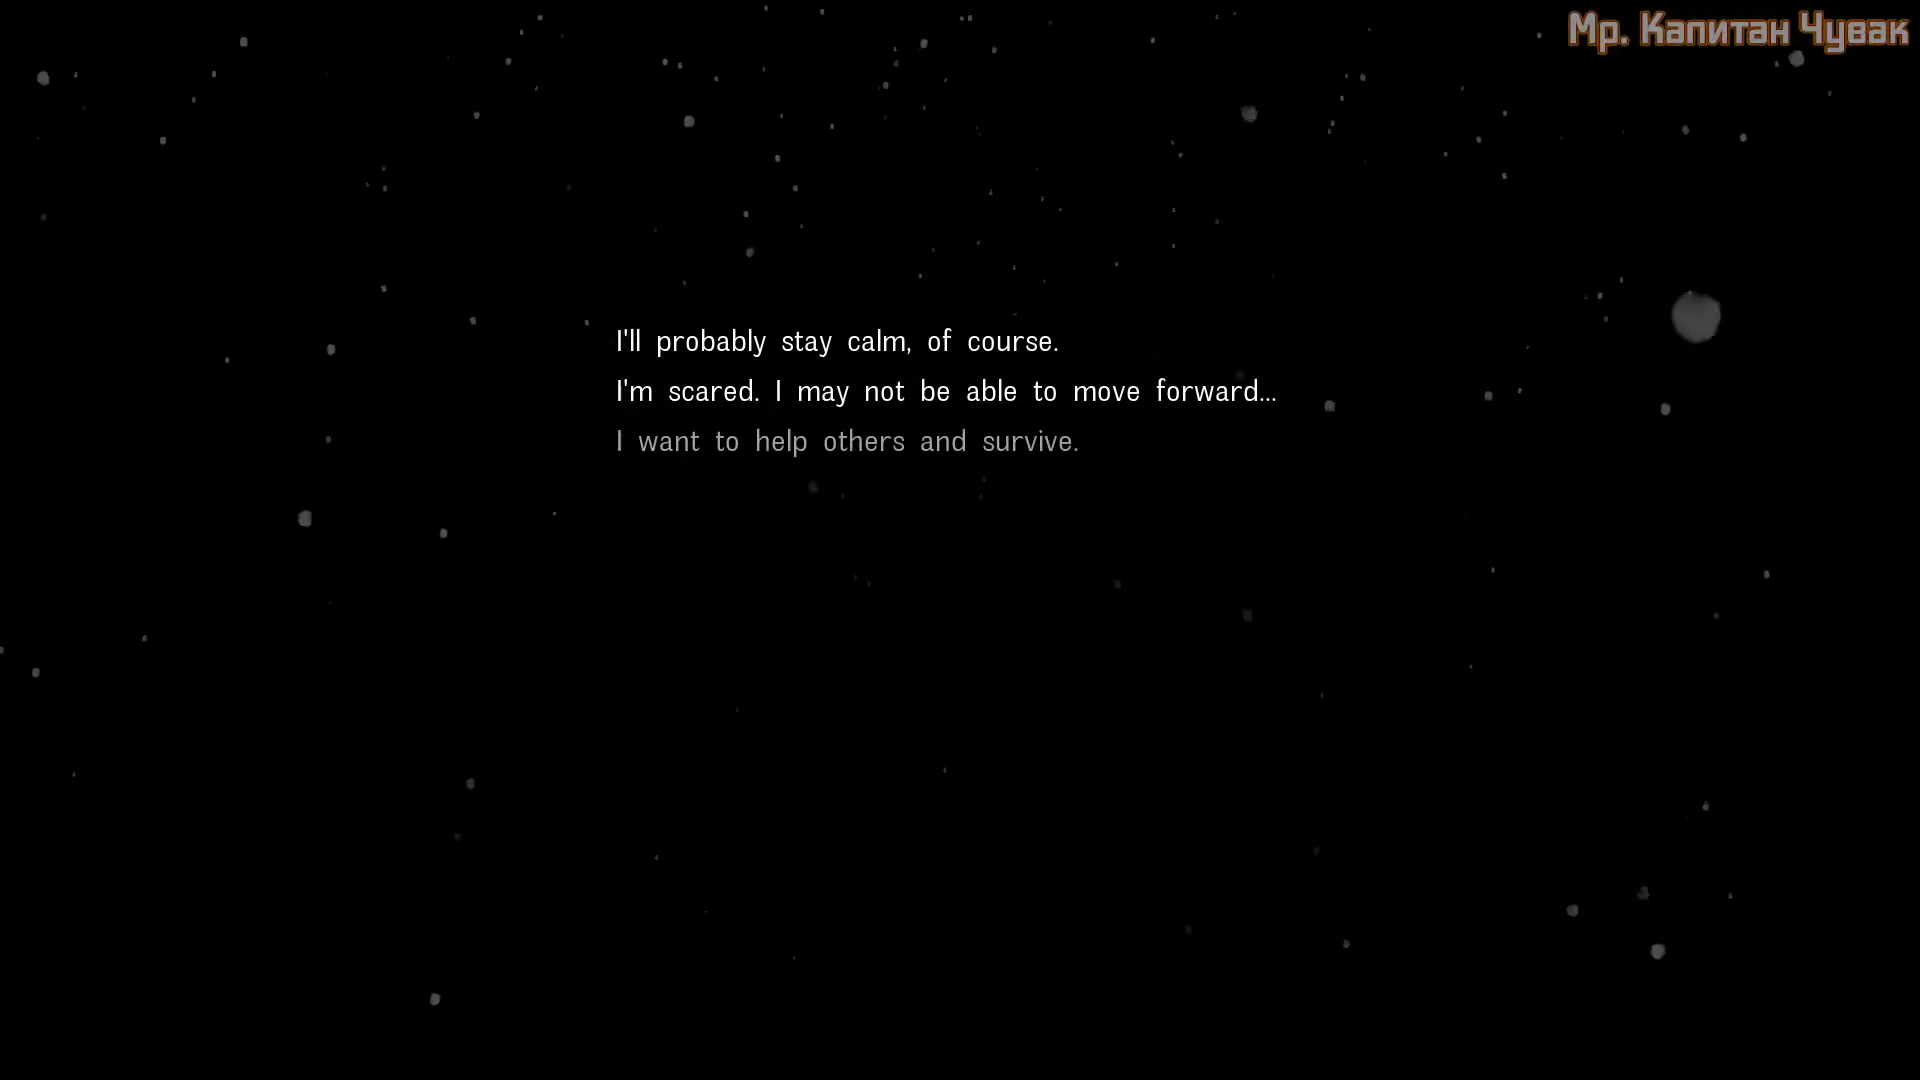 Мр. Капитан Чувак
I'll probably stay calm, of course.
I'm scared. I may not be able to move forward...
I want to help others and survive.